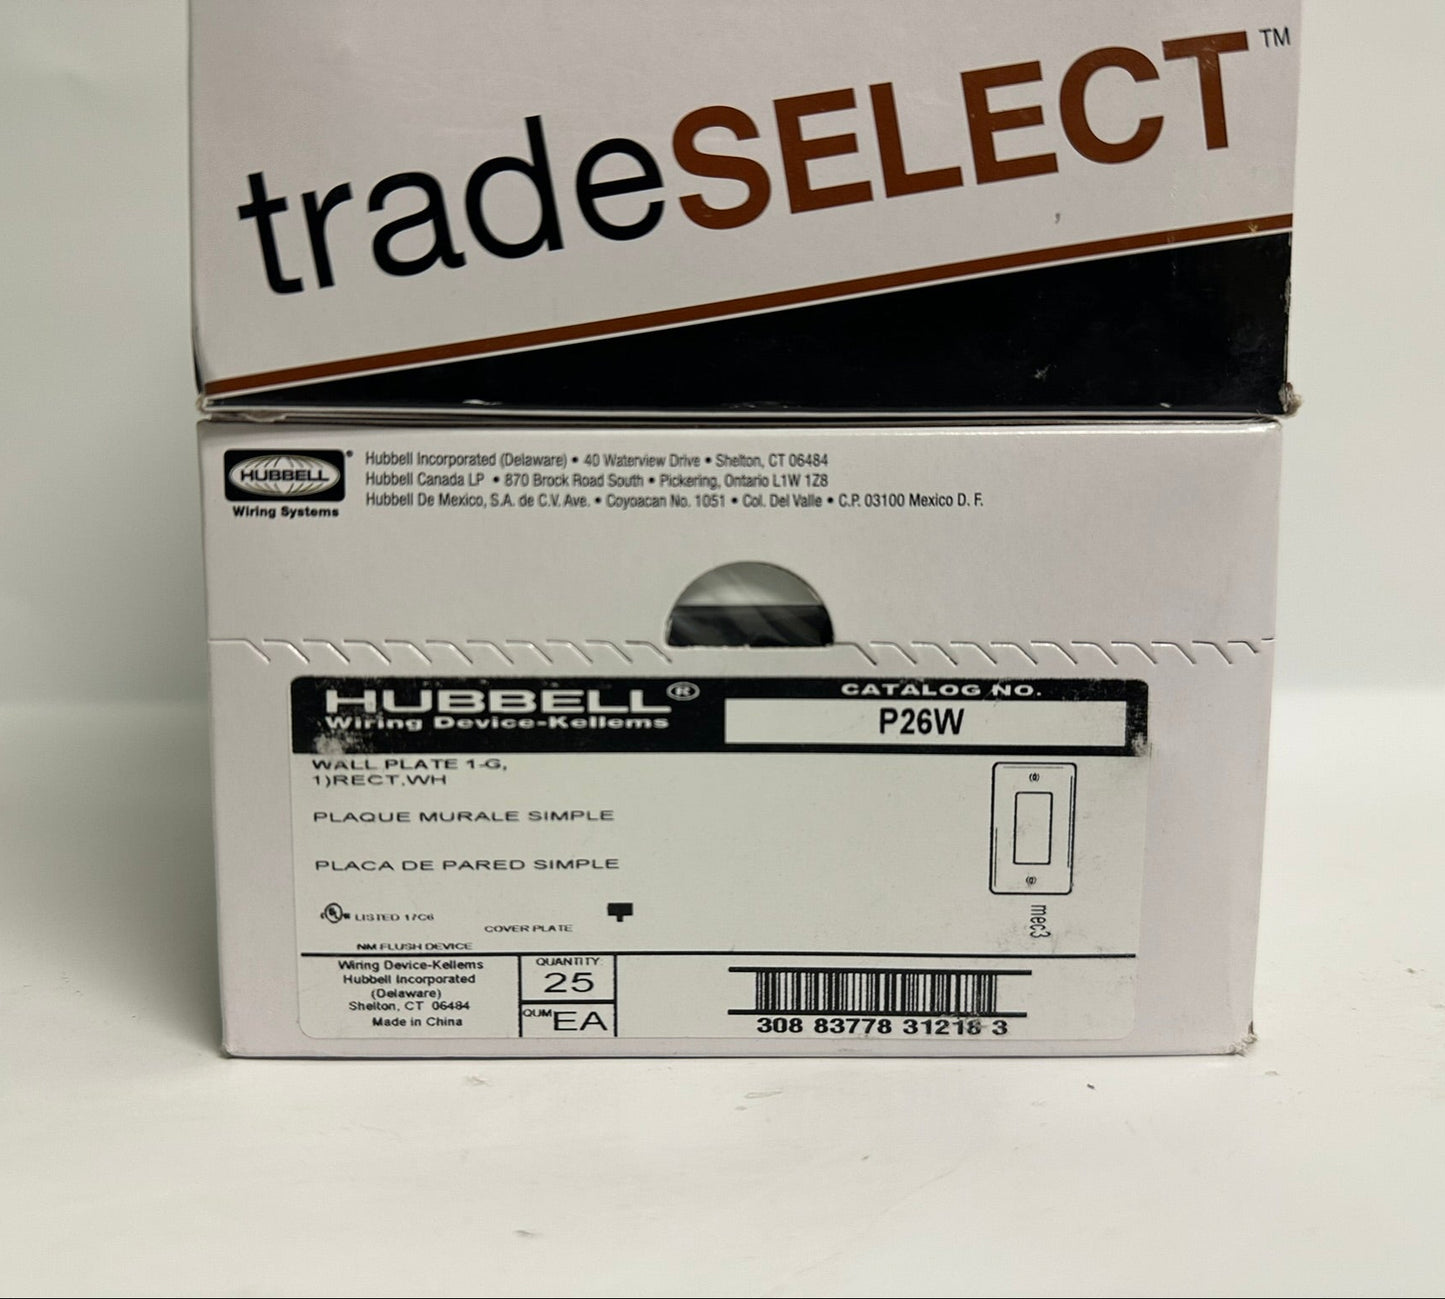 tradeSELECT™
HUBBELL®
Wiring Systems
Hubbell Incorporated (Delaware) • 40 Waterview Drive • Shelton, CT 06484
Hubbell Canada LP • 870 Brock Road South • Pickering, Ontario L1W 1Z8
Hubbell De Mexico, S.A. de C.V. Ave. • Coyoacan No. 1051 • Col. Del Valle • C.P. 03100 Mexico D. F.
HUBBELL®
Wiring Device-Kellems
CATALOG NO.
P26W
WALL PLATE 1-G,
1)RECT,WH
PLAQUE MURALE SIMPLE
PLACA DE PARED SIMPLE
mec3
c UL us LISTED 17C6
COVER PLATE
NM FLUSH DEVICE
Wiring Device-Kellems
Hubbell Incorporated
(Delaware)
Shelton, CT 06484
Made in China
QUANTITY:
25
QUM EA
308 83778 31218 3